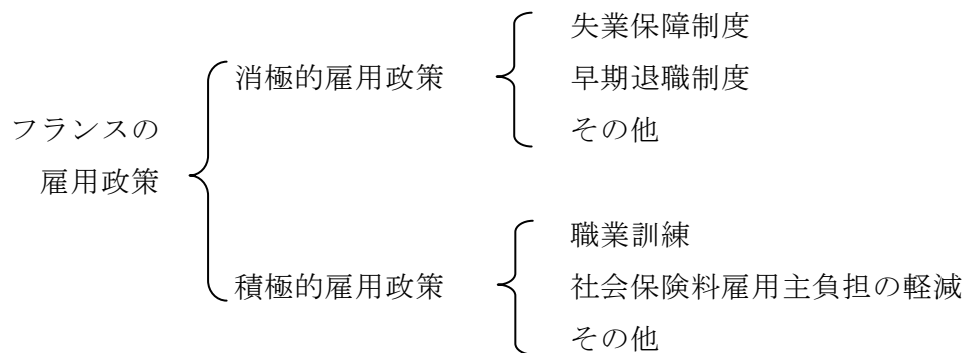 フランスの
雇用政策
消極的雇用政策
失業保障制度
早期退職制度
その他
積極的雇用政策
職業訓練
社会保険料雇用主負担の軽減
その他